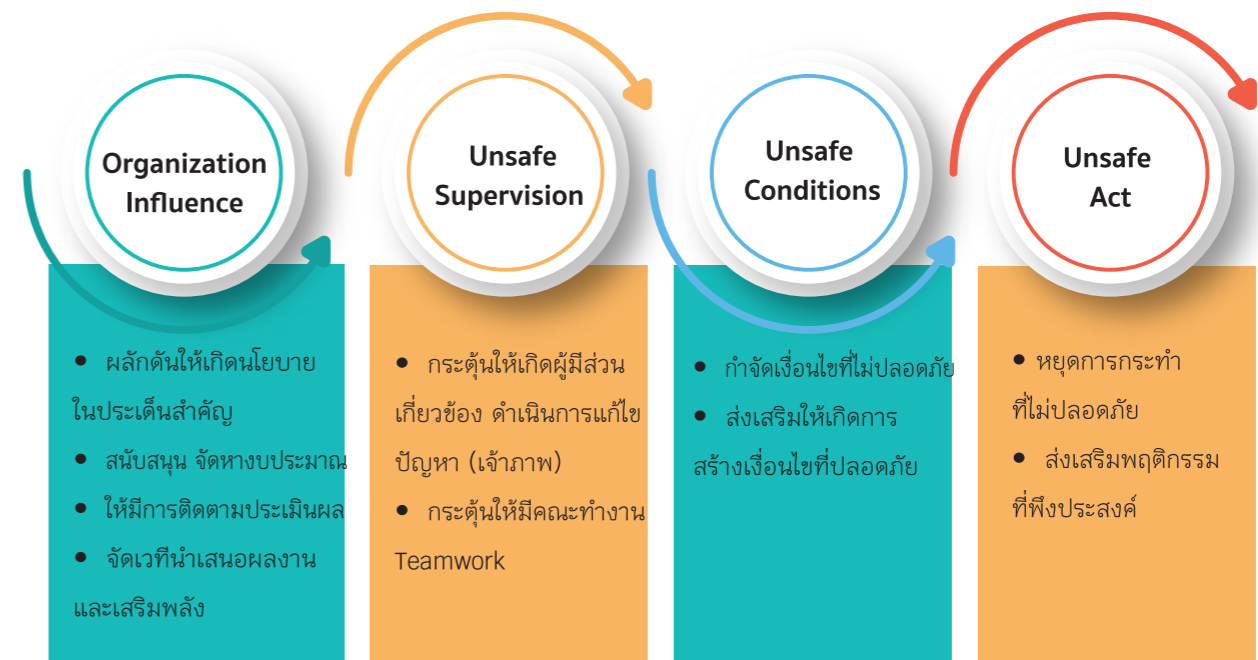 Organization
Influence
Unsafe
Supervision
Unsafe
Conditions
Unsafe
Act
• ผลักดันให้เกิดนโยบาย
ในประเด็นสำคัญ
• สนับสนุน จัดหางบประมาณ
• ให้มีการติดตามประเมินผล
• จัดเวทีนำเสนอผลงาน
และเสริมพลัง
• กระตุ้นให้เกิดผู้มีส่วน
เกี่ยวข้อง ดำเนินการแก้ไข
ปัญหา (เจ้าภาพ)
• กระตุ้นให้มีคณะทำงาน
Teamwork
• กำจัดเงื่อนไขที่ไม่ปลอดภัย
• ส่งเสริมให้เกิดการ
สร้างเงื่อนไขที่ปลอดภัย
• หยุดการกระทำ
ที่ไม่ปลอดภัย
• ส่งเสริมพฤติกรรม
ที่พึงประสงค์